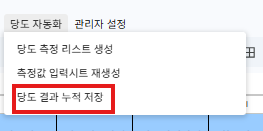 당도 자동화 관리자 설정
당도 측정 리스트 생성
측정값 입력시트 재생성
당도 결과 누적 저장